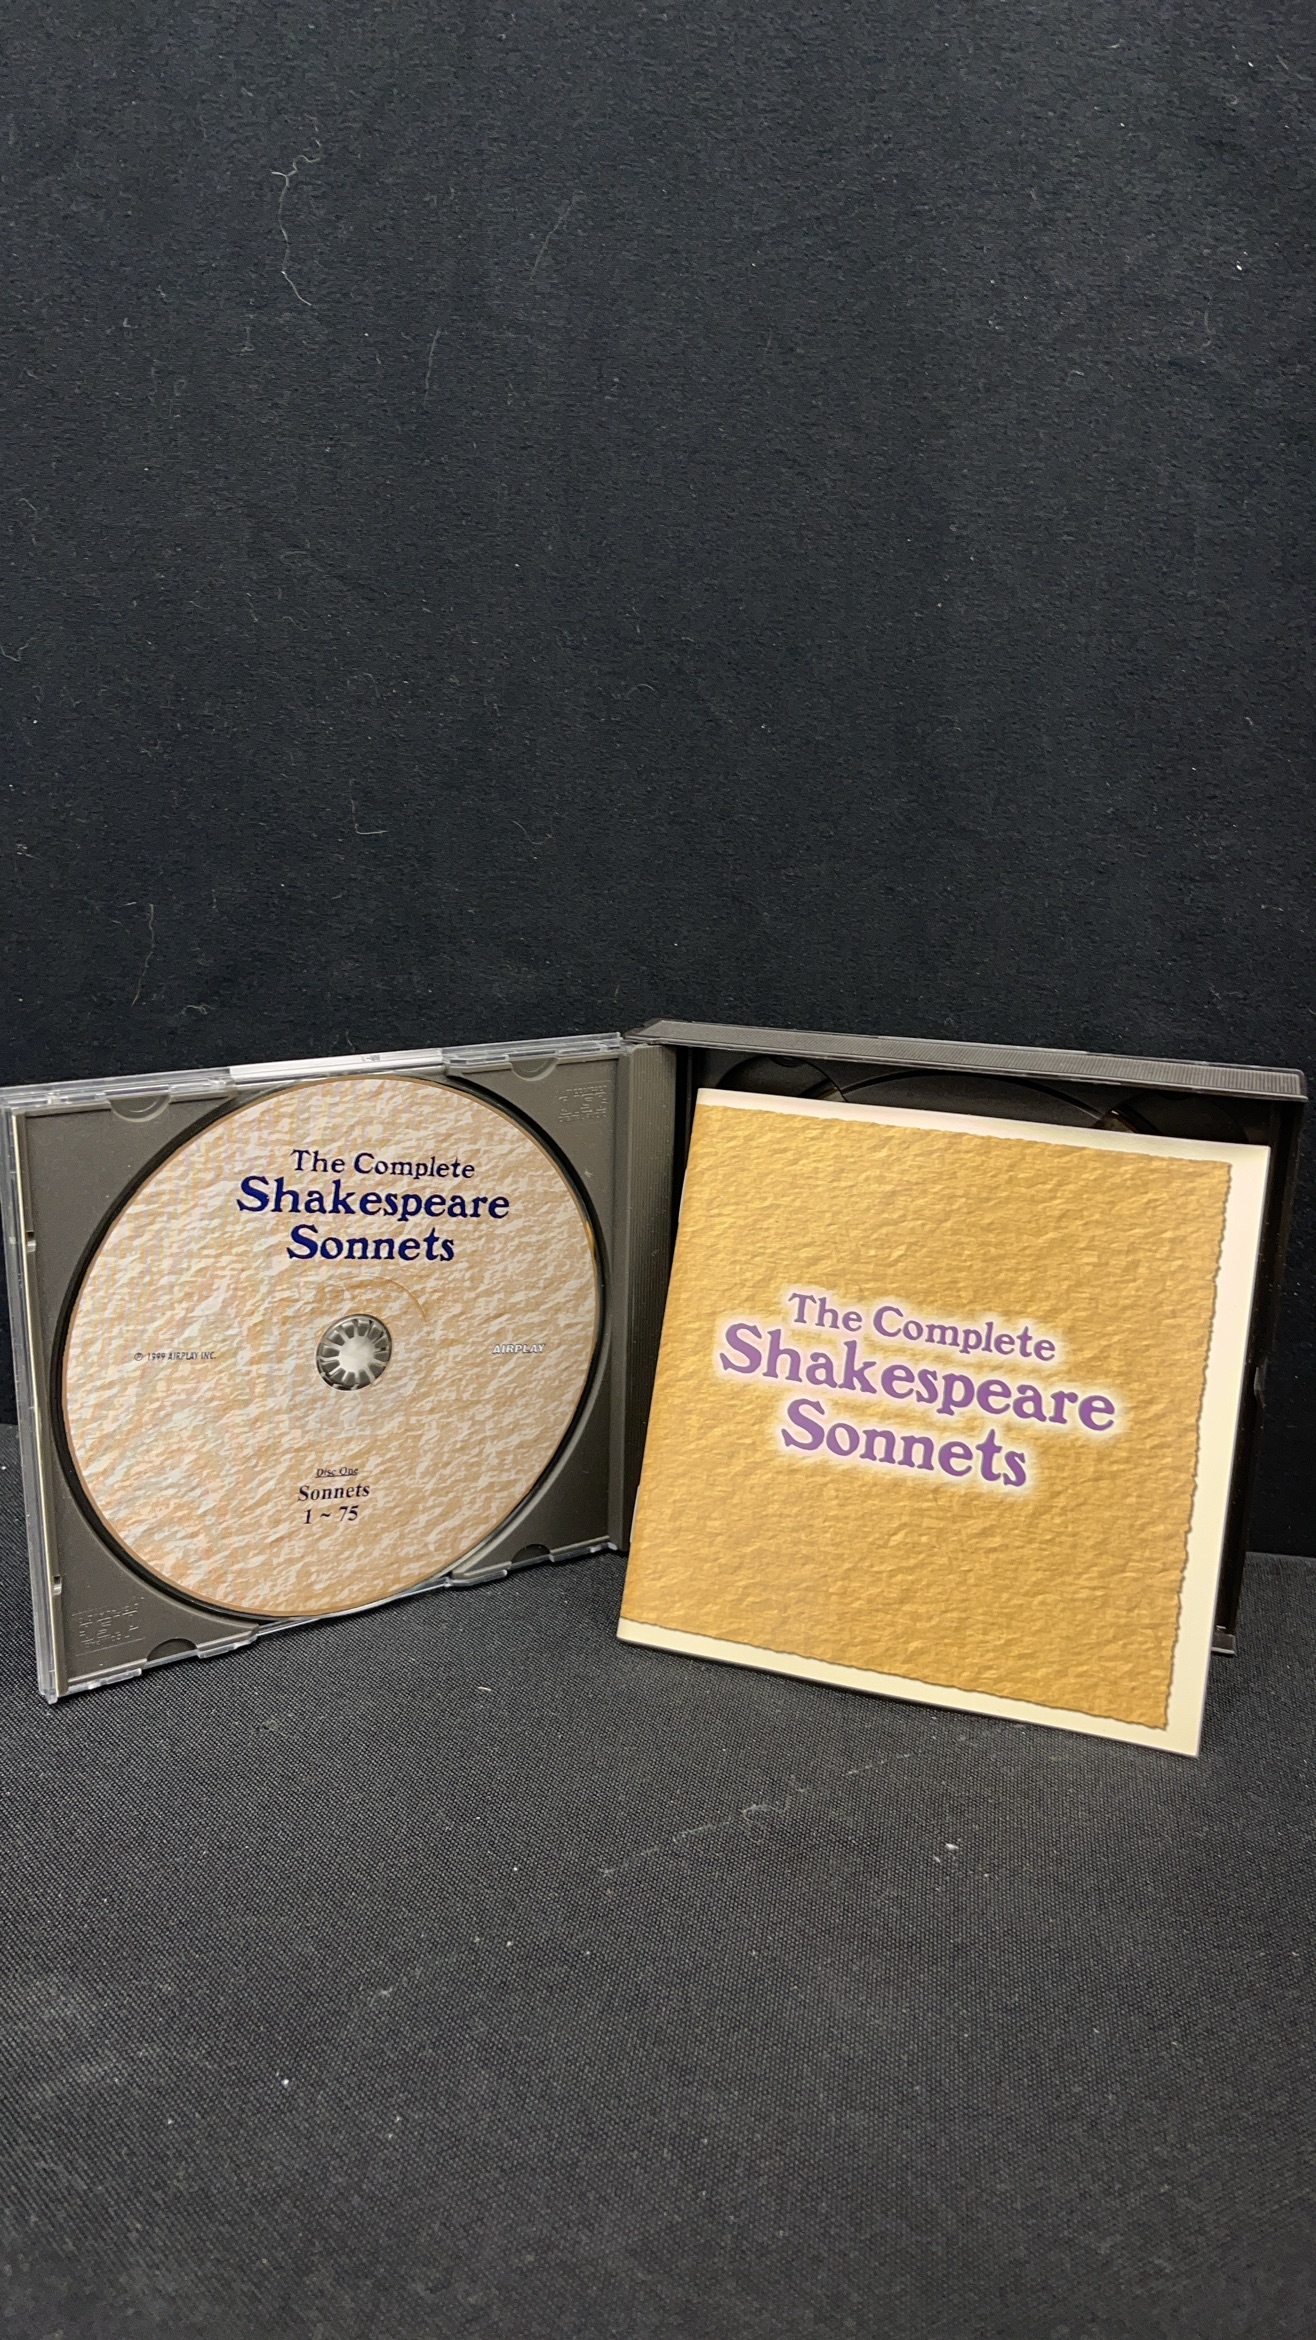 The Complete
Shakespeare
Sonnets
℗ 1999 AIRPLAY INC.
AIRPLAY
Disc One
Sonnets
1 ~ 75
The Complete
Shakespeare
Sonnets